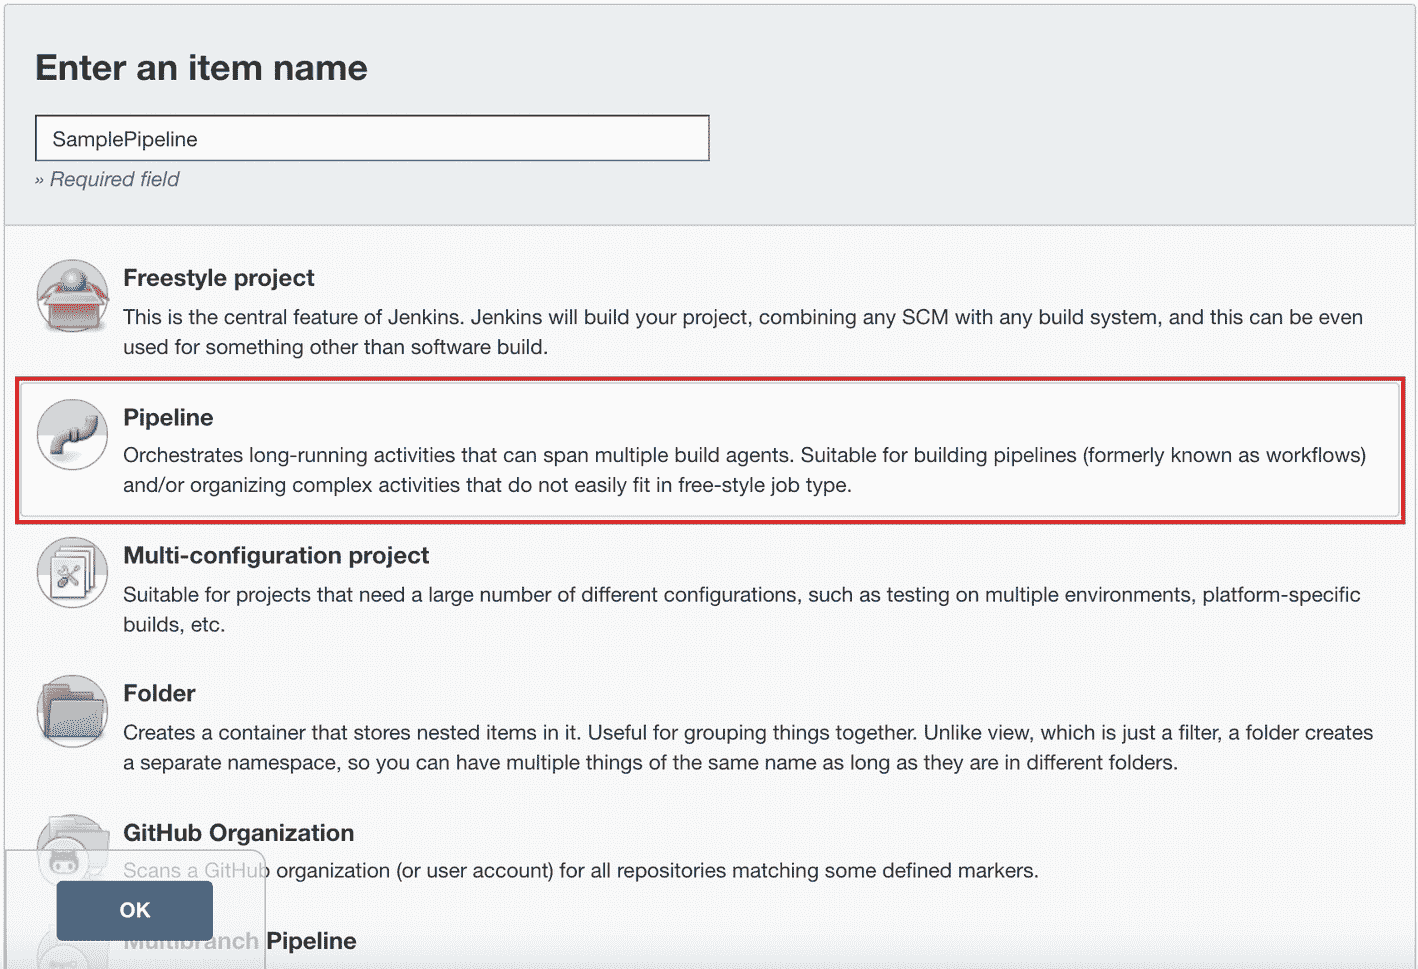 Enter an item name
SamplePipeline
» Required field
Freestyle project
This is the central feature of Jenkins. Jenkins will build your project, combining any SCM with any build system, and this can be even
used for something other than software build.
Pipeline
Orchestrates long-running activities that can span multiple build agents. Suitable for building pipelines (formerly known as workflows)
and/or organizing complex activities that do not easily fit in free-style job type.
Multi-configuration project
Suitable for projects that need a large number of different configurations, such as testing on multiple environments, platform-specific
builds, etc.
Folder
Creates a container that stores nested items in it. Useful for grouping things together. Unlike view, which is just a filter, a folder creates
a separate namespace, so you can have multiple things of the same name as long as they are in different folders.
GitHub Organization
Scans a GitHub organization (or user account) for all repositories matching some defined markers.
OK
Multibranch Pipeline